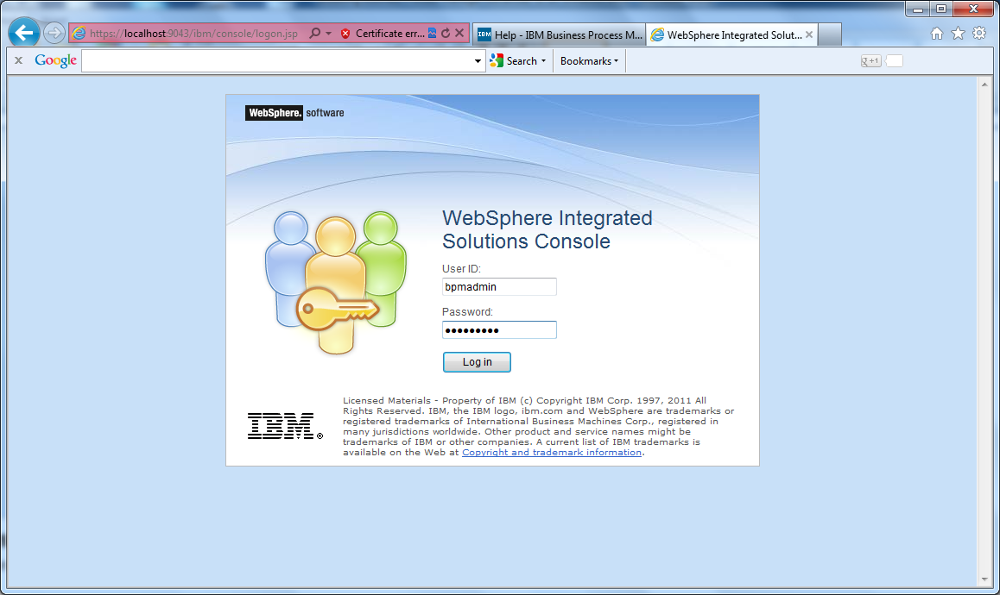 https://localhost:9043/ibm/console/logon.jsp
Certificate err...
IBM
Help - IBM Business Process M...
WebSphere Integrated Solut...
x Google
Search
Bookmarks
g +1
WebSphere. software
WebSphere Integrated
Solutions Console
User ID:
bpmadmin
Password:
•••••••••
Log in
Licensed Materials - Property of IBM (c) Copyright IBM Corp. 1997, 2011 All
Rights Reserved. IBM, the IBM logo, ibm.com and WebSphere are trademarks or
registered trademarks of International Business Machines Corp., registered in
many jurisdictions worldwide. Other product and service names might be
trademarks of IBM or other companies. A current list of IBM trademarks is
available on the Web at Copyright and trademark information.
IBM®